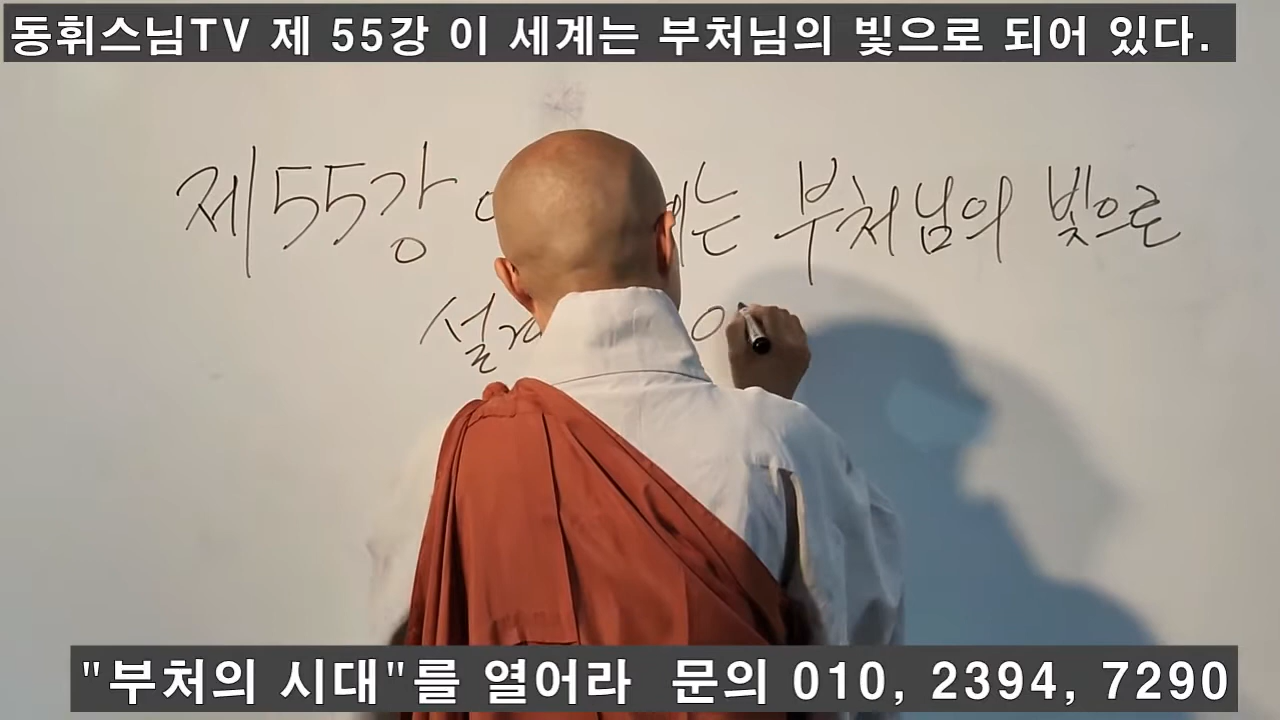 동휘스님TV 제 55강 이 세계는 부처님의 빛으로 되어 있다.
제55강 부처님의 빛으로
"부처의 시대"를 열어라 문의 010, 2394, 7290